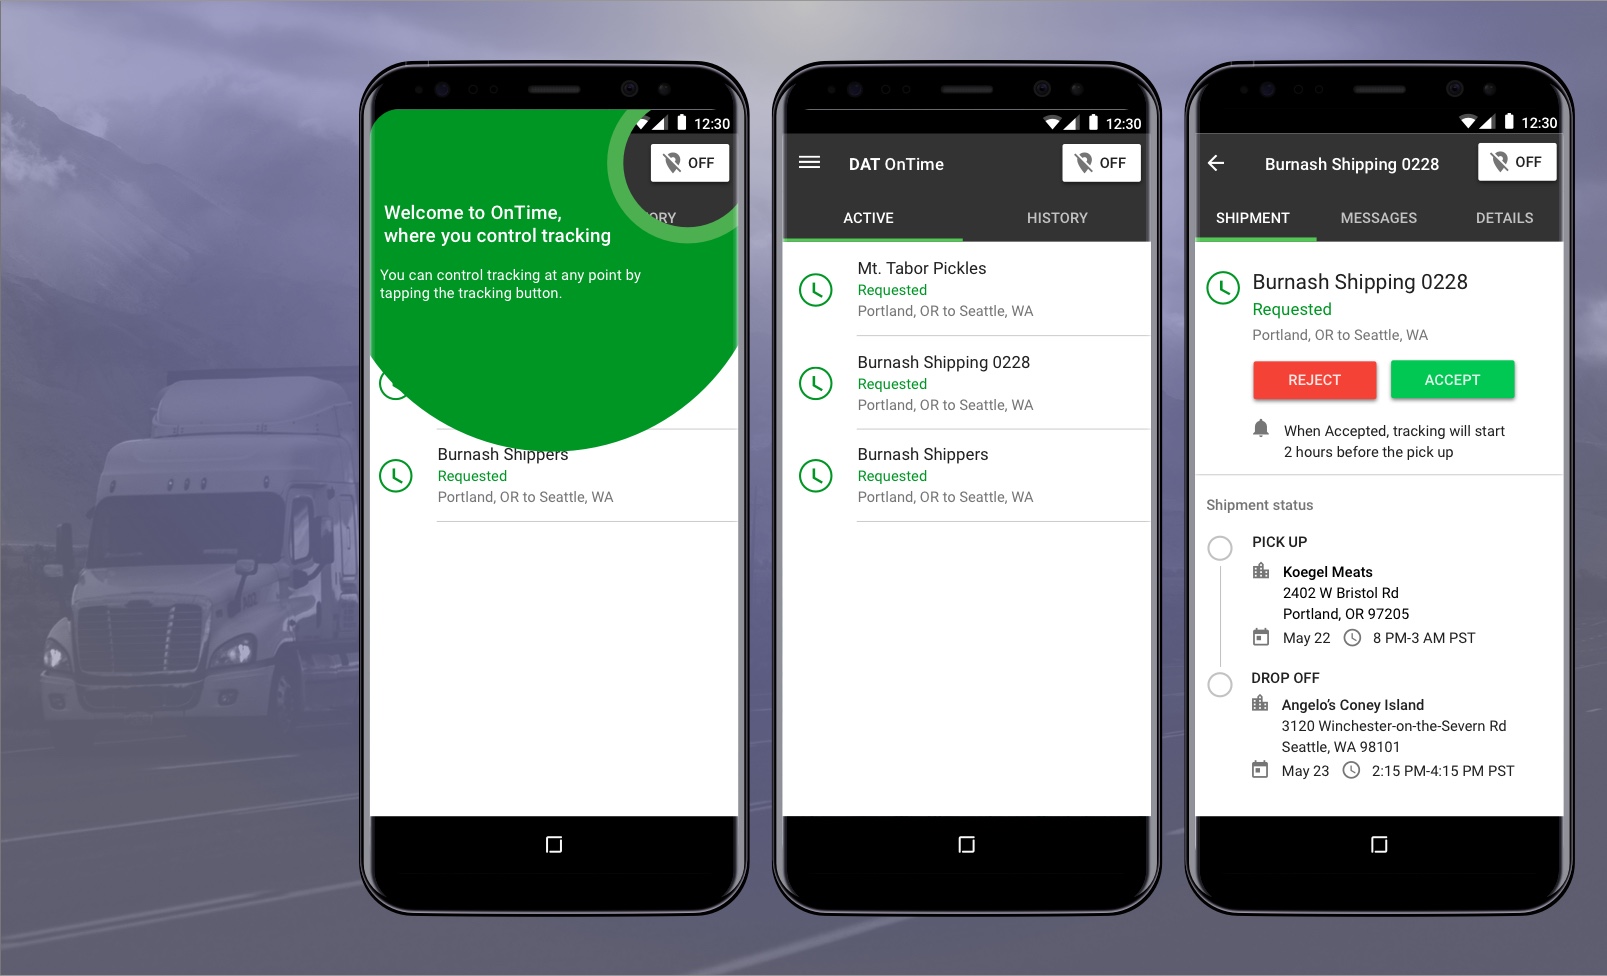 12:30
OFF
ORY
Welcome to OnTime,
where you control tracking
You can control tracking at any point by
tapping the tracking button.
Burnash Shippers
Requested
Portland, OR to Seattle, WA
12:30
DAT OnTime
OFF
ACTIVE
HISTORY
Mt. Tabor Pickles
Requested
Portland, OR to Seattle, WA
Burnash Shipping 0228
Requested
Portland, OR to Seattle, WA
Burnash Shippers
Requested
Portland, OR to Seattle, WA
12:30
Burnash Shipping 0228
OFF
SHIPMENT
MESSAGES
DETAILS
Burnash Shipping 0228
Requested
Portland, OR to Seattle, WA
REJECT
ACCEPT
When Accepted, tracking will start
2 hours before the pick up
Shipment status
PICK UP
Koegel Meats
2402 W Bristol Rd
Portland, OR 97205
May 22
8 PM-3 AM PST
DROP OFF
Angelo's Coney Island
3120 Winchester-on-the-Severn Rd
Seattle, WA 98101
May 23
2:15 PM-4:15 PM PST